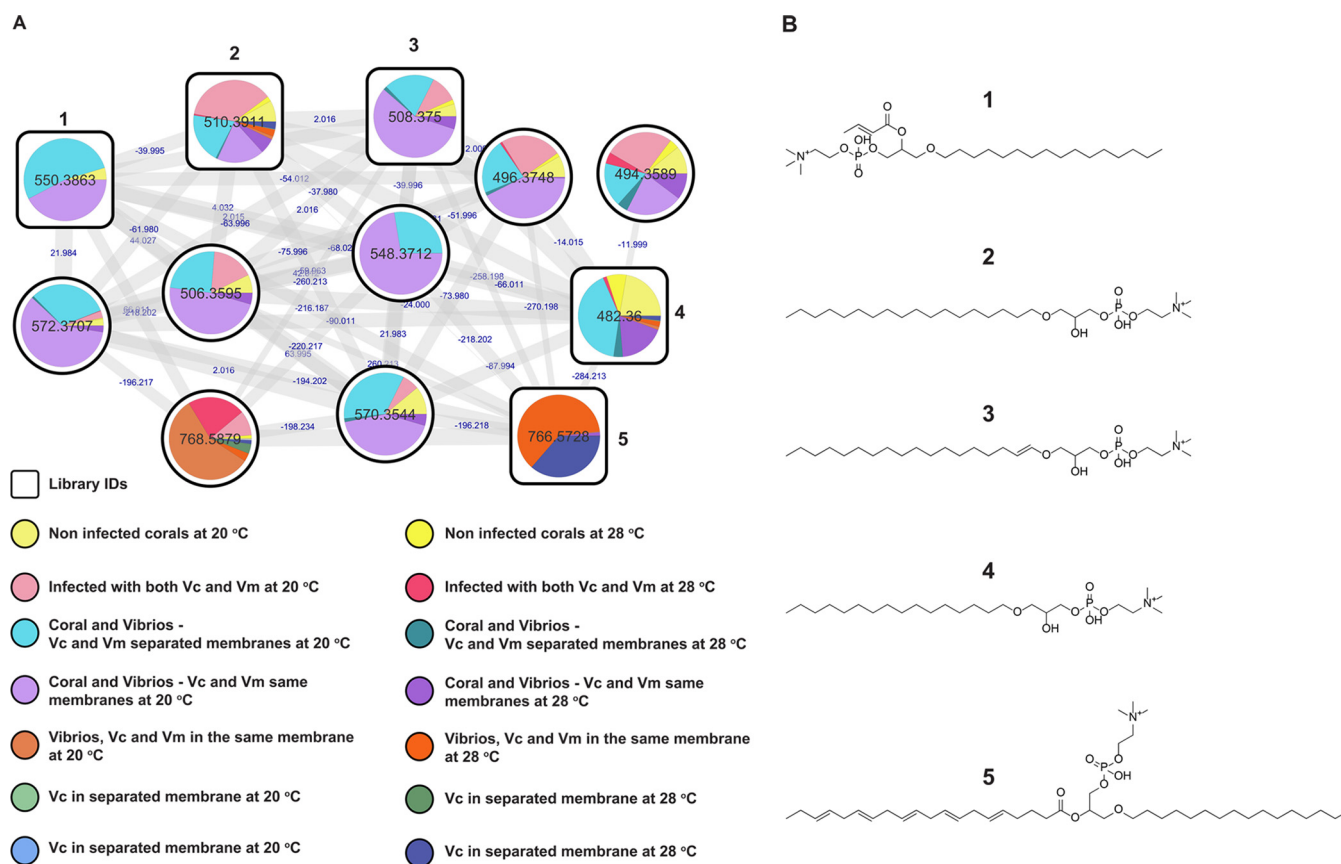 A
B
1
2
3
550.3863
510.3911
508.375
496.3748
494.3589
-39.995
2.016
-54.012
-37.980
-39.996
4.032
2.015
-63.996
2.016
-51.996
-61.980
44.027
21.984
-75.996
548.3712
-14.015
-11.999
506.3595
-260.213
-258.198
-66.011
-73.980
-24.000
-270.198
572.3707
-218.202
-216.187
-90.011
482.36
4
21.983
-218.202
-220.217
63.995
-87.994
-284.213
-196.217
2.016
-194.202
570.3544
768.5879
-198.234
-196.218
766.5728
5
Library IDs
Non infected corals at 20 °C
Non infected corals at 28 °C
Infected with both Vc and Vm at 20 °C
Infected with both Vc and Vm at 28 °C
Coral and Vibrios -
Vc and Vm separated membranes at 20 °C
Coral and Vibrios -
Vc and Vm separated membranes at 28 °C
Coral and Vibrios - Vc and Vm same
membranes at 20 °C
Coral and Vibrios - Vc and Vm same
membranes at 28 °C
Vibrios, Vc and Vm in the same membrane
at 20 °C
Vibrios, Vc and Vm in the same membrane
at 28 °C
Vc in separated membrane at 20 °C
Vc in separated membrane at 28 °C
Vc in separated membrane at 20 °C
Vc in separated membrane at 28 °C
1
O
OH O
N+ O P O O
O
2
O
O O P O N+
OH OH
3
O
O O P O N+
OH OH
4
O
O O P O N+
OH OH
5
N+
O
O P OH
O
O
O O